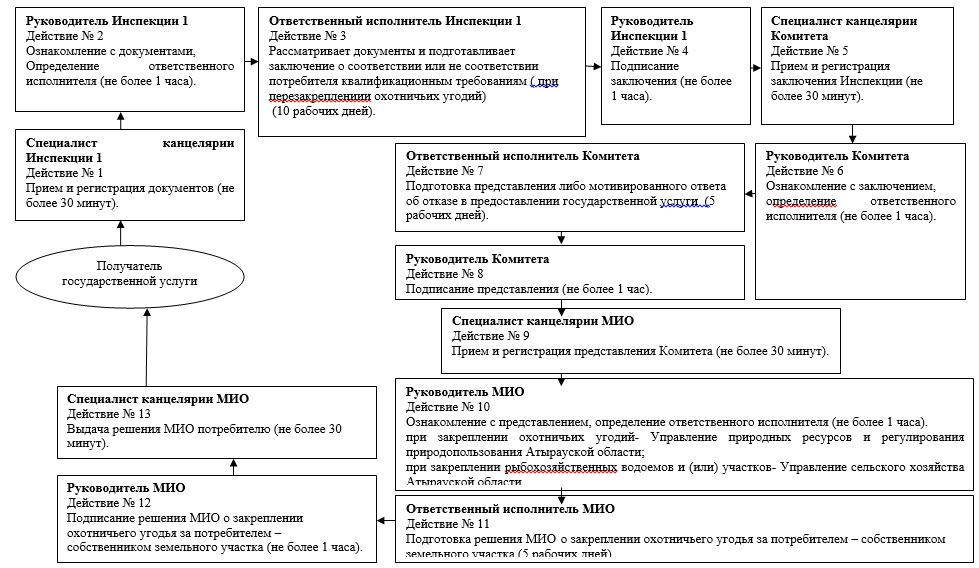 Руководитель Инспекции 1
Действие № 2
Ознакомление с документами,
Определение ответственного
исполнителя (не более 1 часа).
Ответственный исполнитель Инспекции 1
Действие № 3
Рассматривает документы и подготавливает
заключение о соответствии или не соответствии
потребителя квалификационным требованиям ( при
перезакреплениии охотничьих угодий)
(10 рабочих дней).
Руководитель
Инспекции 1
Действие № 4
Подписание
заключения (не более
1 часа).
Специалист канцелярии
Комитета
Действие № 5
Прием и регистрация
заключения Инспекции (не
более 30 минут).
Специалист канцелярии
Инспекции 1
Действие № 1
Прием и регистрация документов (не
более 30 минут).
Ответственный исполнитель Комитета
Действие № 7
Подготовка представления либо мотивированного ответа
об отказе в предоставлении государственной услуги (5
рабочих дней).
Руководитель Комитета
Действие № 6
Ознакомление с заключением,
определение ответственного
исполнителя (не более 1 часа).
Получатель
государственной услуги
Руководитель Комитета
Действие № 8
Подписание представления (не более 1 час).
Специалист канцелярии МИО
Действие № 9
Прием и регистрация представления Комитета (не более 30 минут).
Руководитель МИО
Действие № 10
Ознакомление с представлением, определение ответственного исполнителя (не более 1 часа).
при закреплении охотничьих угодий- Управление природных ресурсов и регулирования
природопользования Атырауской области;
при закреплении рыбохозяйственных водоемов и (или) участков- Управление сельского хозяйства
Атырауской области
Ответственный исполнитель МИО
Действие № 11
Подготовка решения МИО о закреплении охотничьего угодья за потребителем – собственником
земельного участка (5 рабочих дней)
Руководитель МИО
Действие № 12
Подписание решения МИО о закреплении
охотничьего угодья за потребителем –
собственником земельного участка (не более 1 часа).
Специалист канцелярии МИО
Действие № 13
Выдача решения МИО потребителю (не более 30
минут).